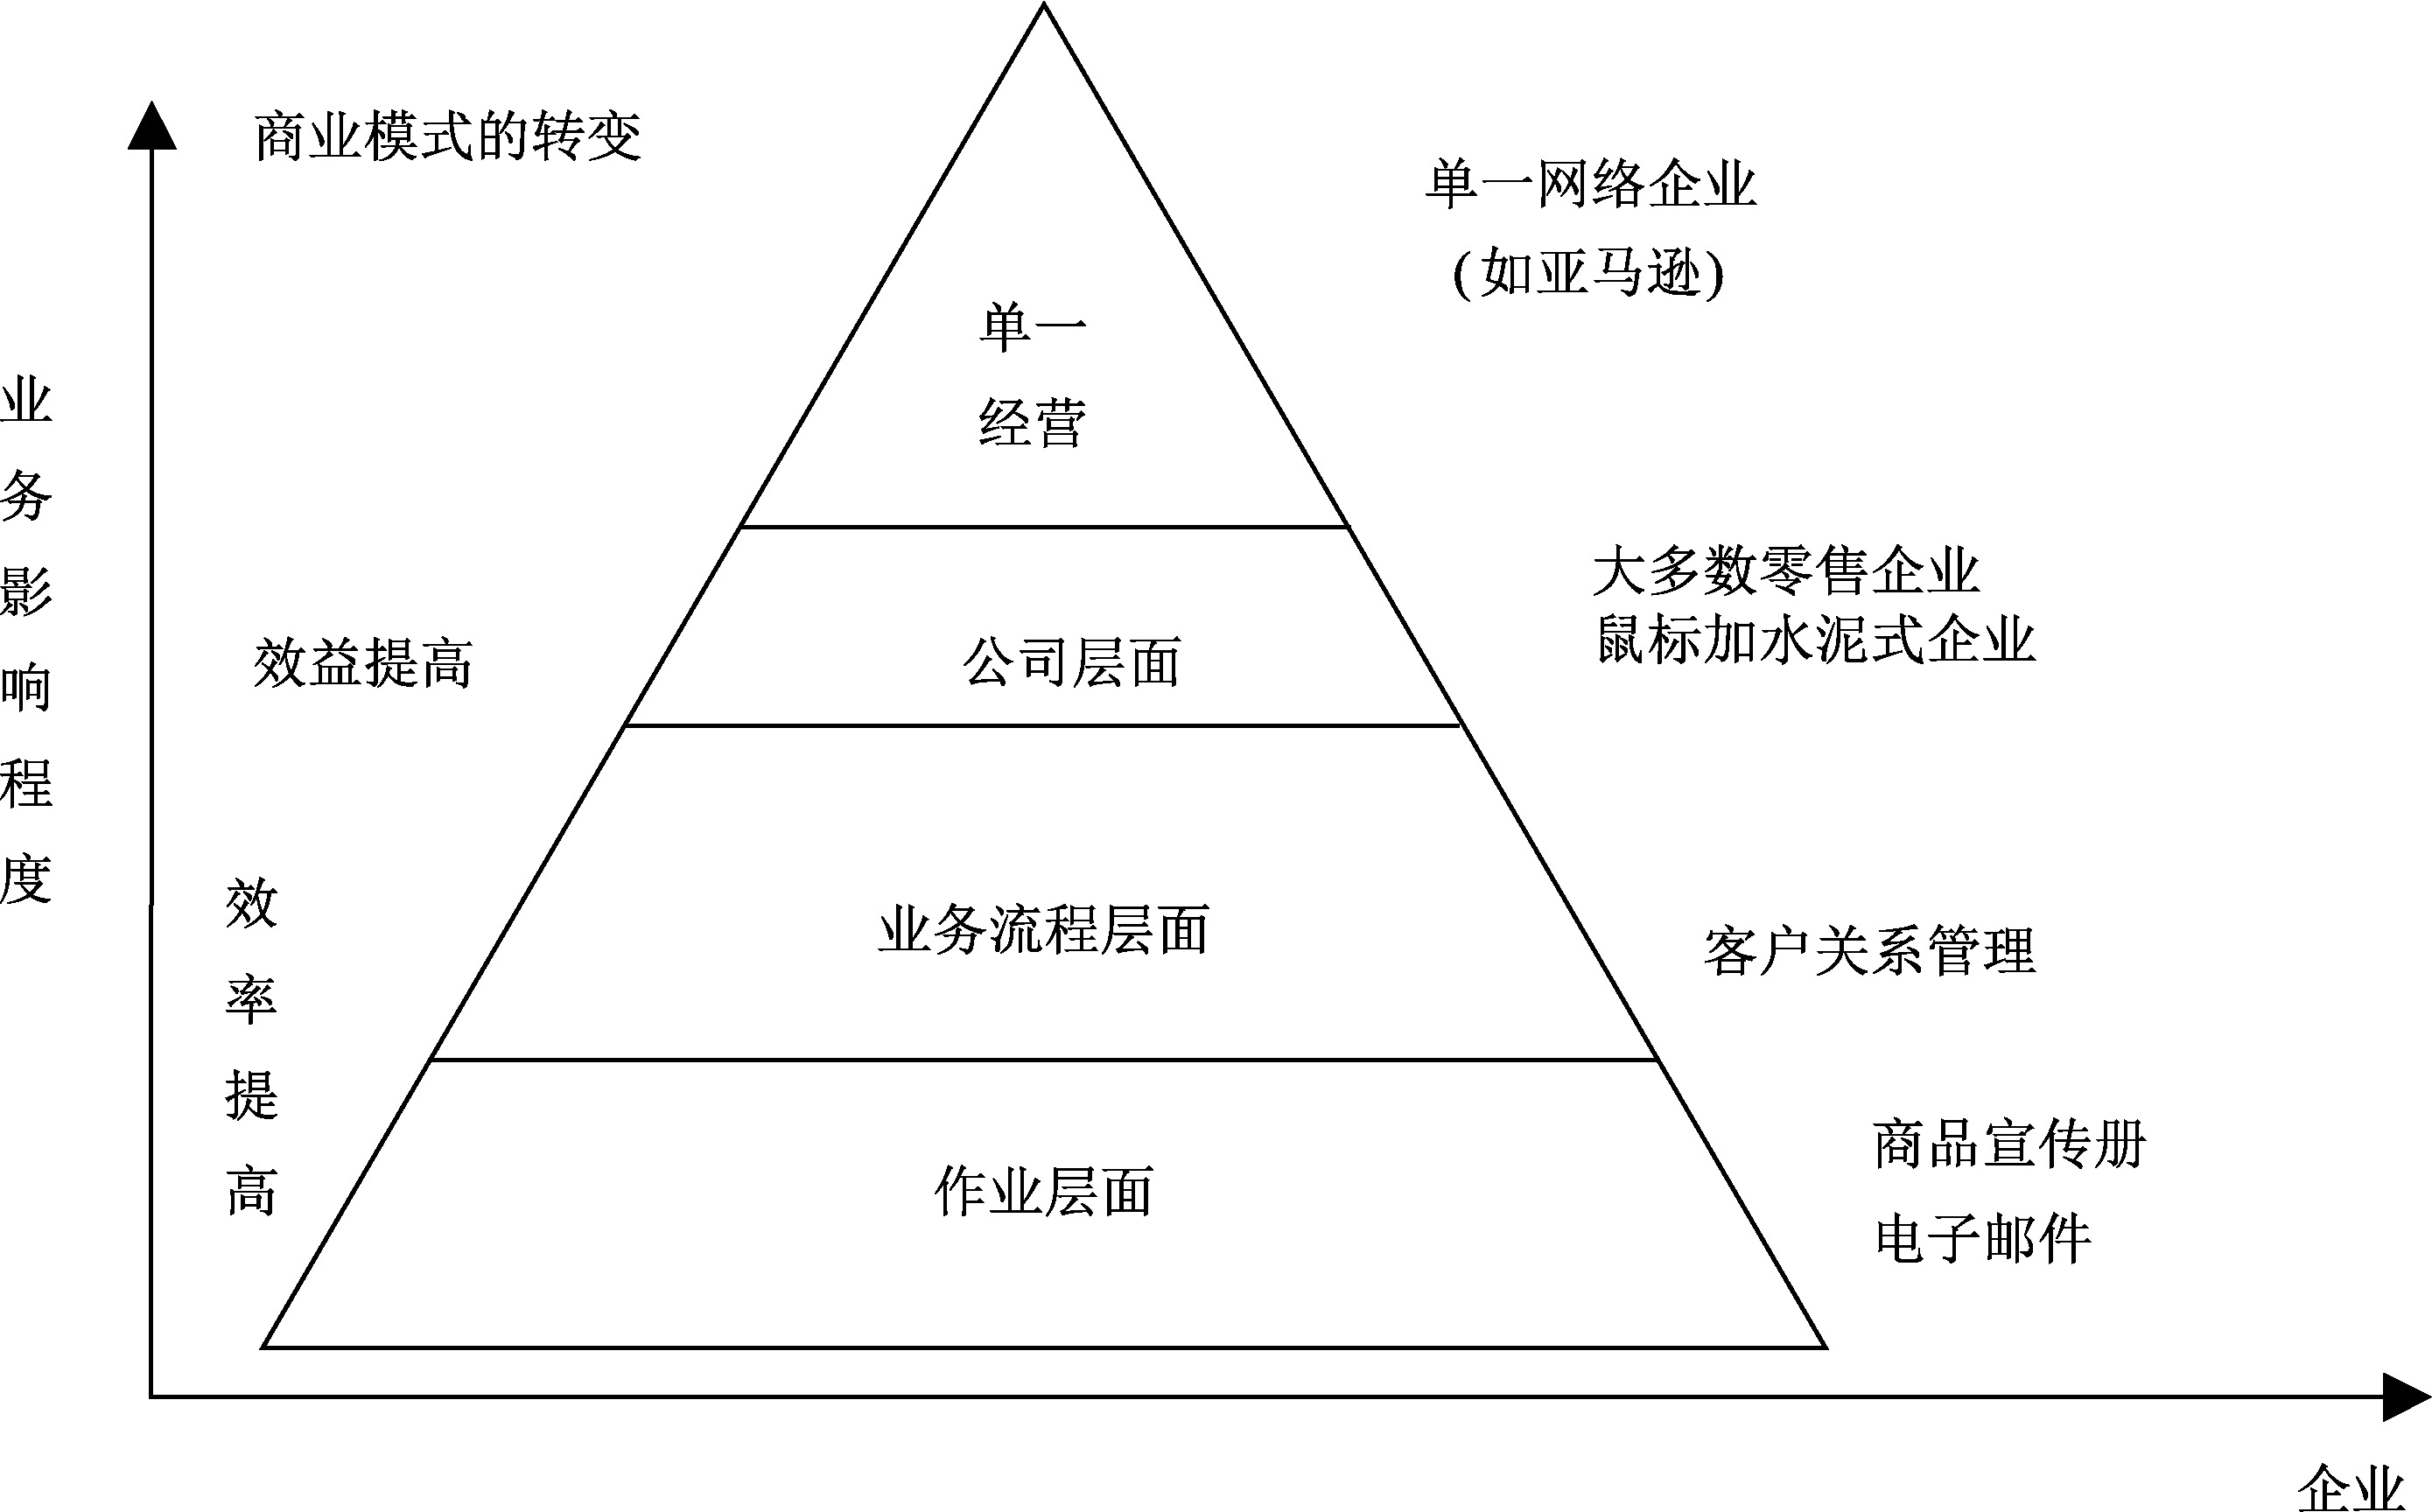 商业模式的转变
单一网络企业
(如亚马逊)
单一
经营
业务影响程度
大多数零售企业
鼠标加水泥式企业
效益提高
公司层面
效率提高
业务流程层面
客户关系管理
作业层面
商品宣传册
电子邮件
企业